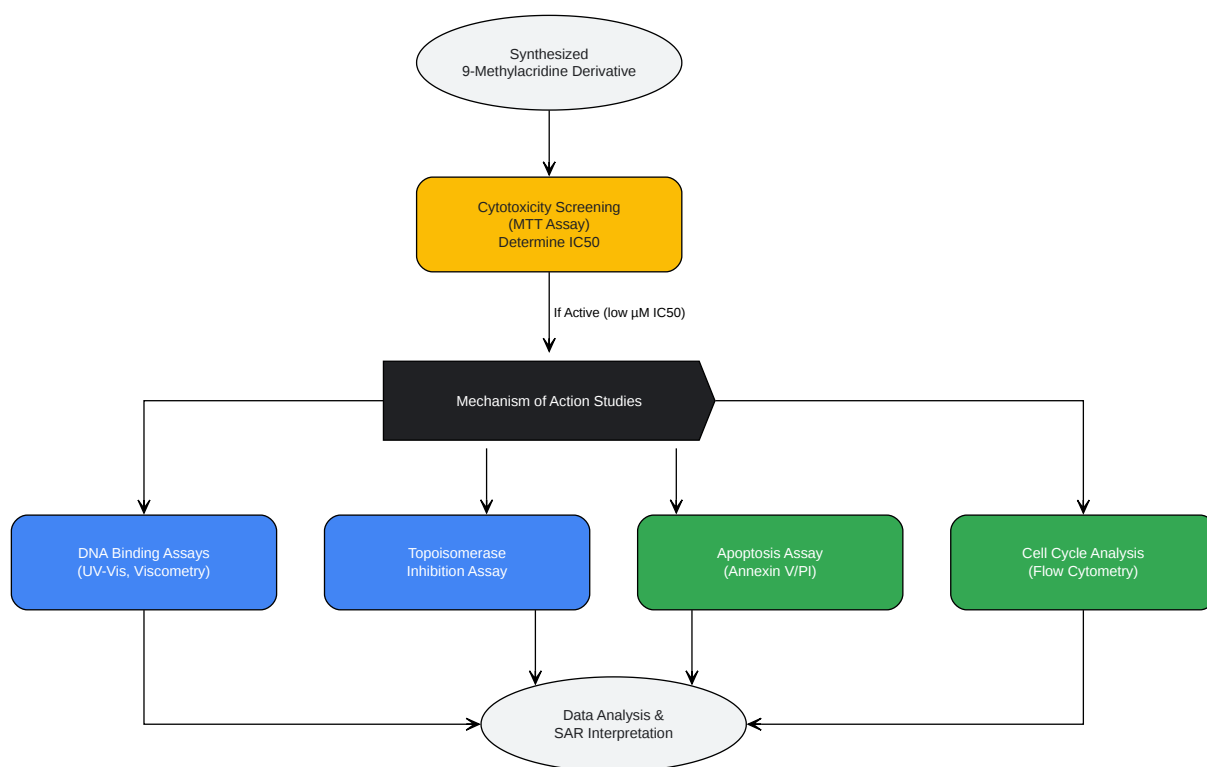 Synthesized
9-Methylacridine Derivative
Cytotoxicity Screening
(MTT Assay)
Determine IC50
If Active (low µM IC50)
Mechanism of Action Studies
DNA Binding Assays
(UV-Vis, Viscometry)
Topoisomerase
Inhibition Assay
Apoptosis Assay
(Annexin V/PI)
Cell Cycle Analysis
(Flow Cytometry)
Data Analysis &
SAR Interpretation